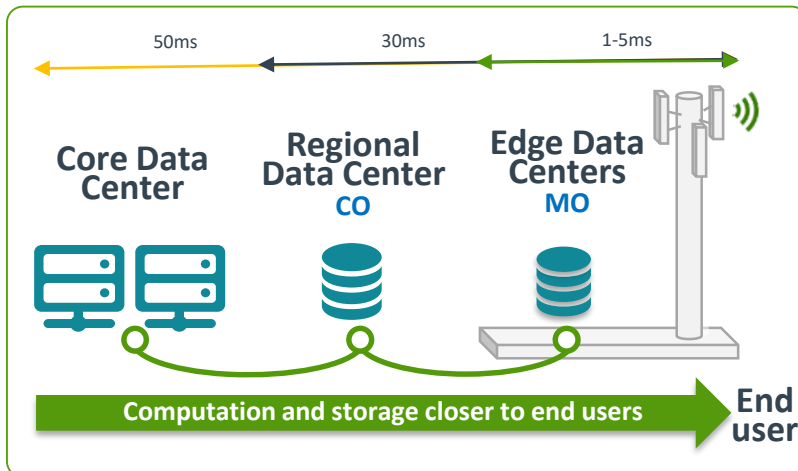 50ms
30ms
1-5ms
Core Data
Center
Regional
Data Center
CO
Edge Data
Centers
MO
Computation and storage closer to end users
End
user